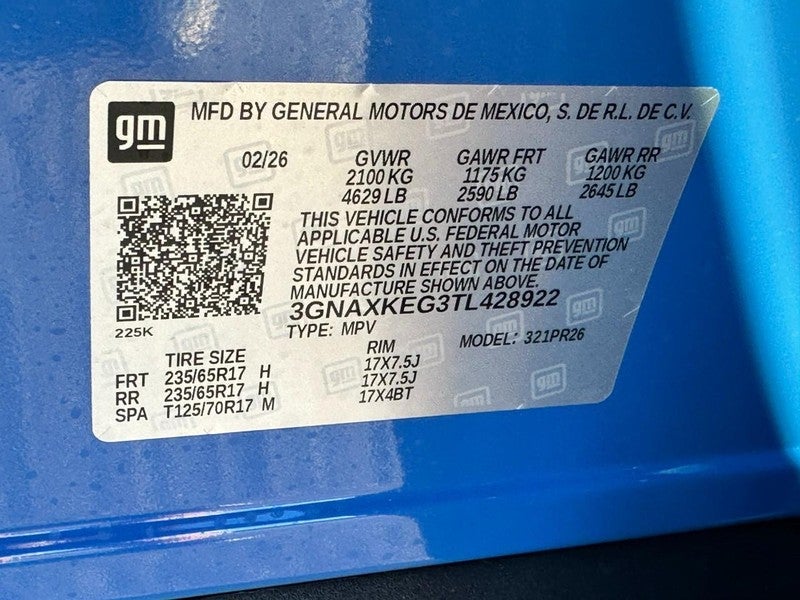 gm MFD BY GENERAL MOTORS DE MEXICO, S. DE R.L. DE C.V.
02/26 GVWR GAWR FRT GAWR RR
2100 KG 1175 KG 1200 KG
4629 LB 2590 LB 2645 LB
THIS VEHICLE CONFORMS TO ALL
APPLICABLE U.S. FEDERAL MOTOR
VEHICLE SAFETY AND THEFT PREVENTION
STANDARDS IN EFFECT ON THE DATE OF
MANUFACTURE SHOWN ABOVE.
3GNAXKEG3TL428922
225K TYPE: MPV MODEL: 321PR26
TIRE SIZE RIM
FRT 235/65R17 H 17X7.5J
RR 235/65R17 H 17X7.5J
SPA T125/70R17 M 17X4BT